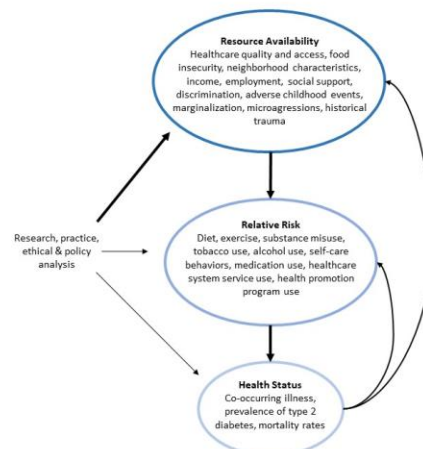 Resource Availability
Healthcare quality and access, food
insecurity, neighborhood characteristics,
income, employment, social support,
discrimination, adverse childhood events,
marginalization, microagressions, historical
trauma
Research, practice,
ethical & policy
analysis
Relative Risk
Diet, exercise, substance misuse,
tobacco use, alcohol use, self-care
behaviors, medication use, healthcare
system service use, health promotion
program use
Health Status
Co-occurring illness,
prevalence of type 2
diabetes, mortality rates